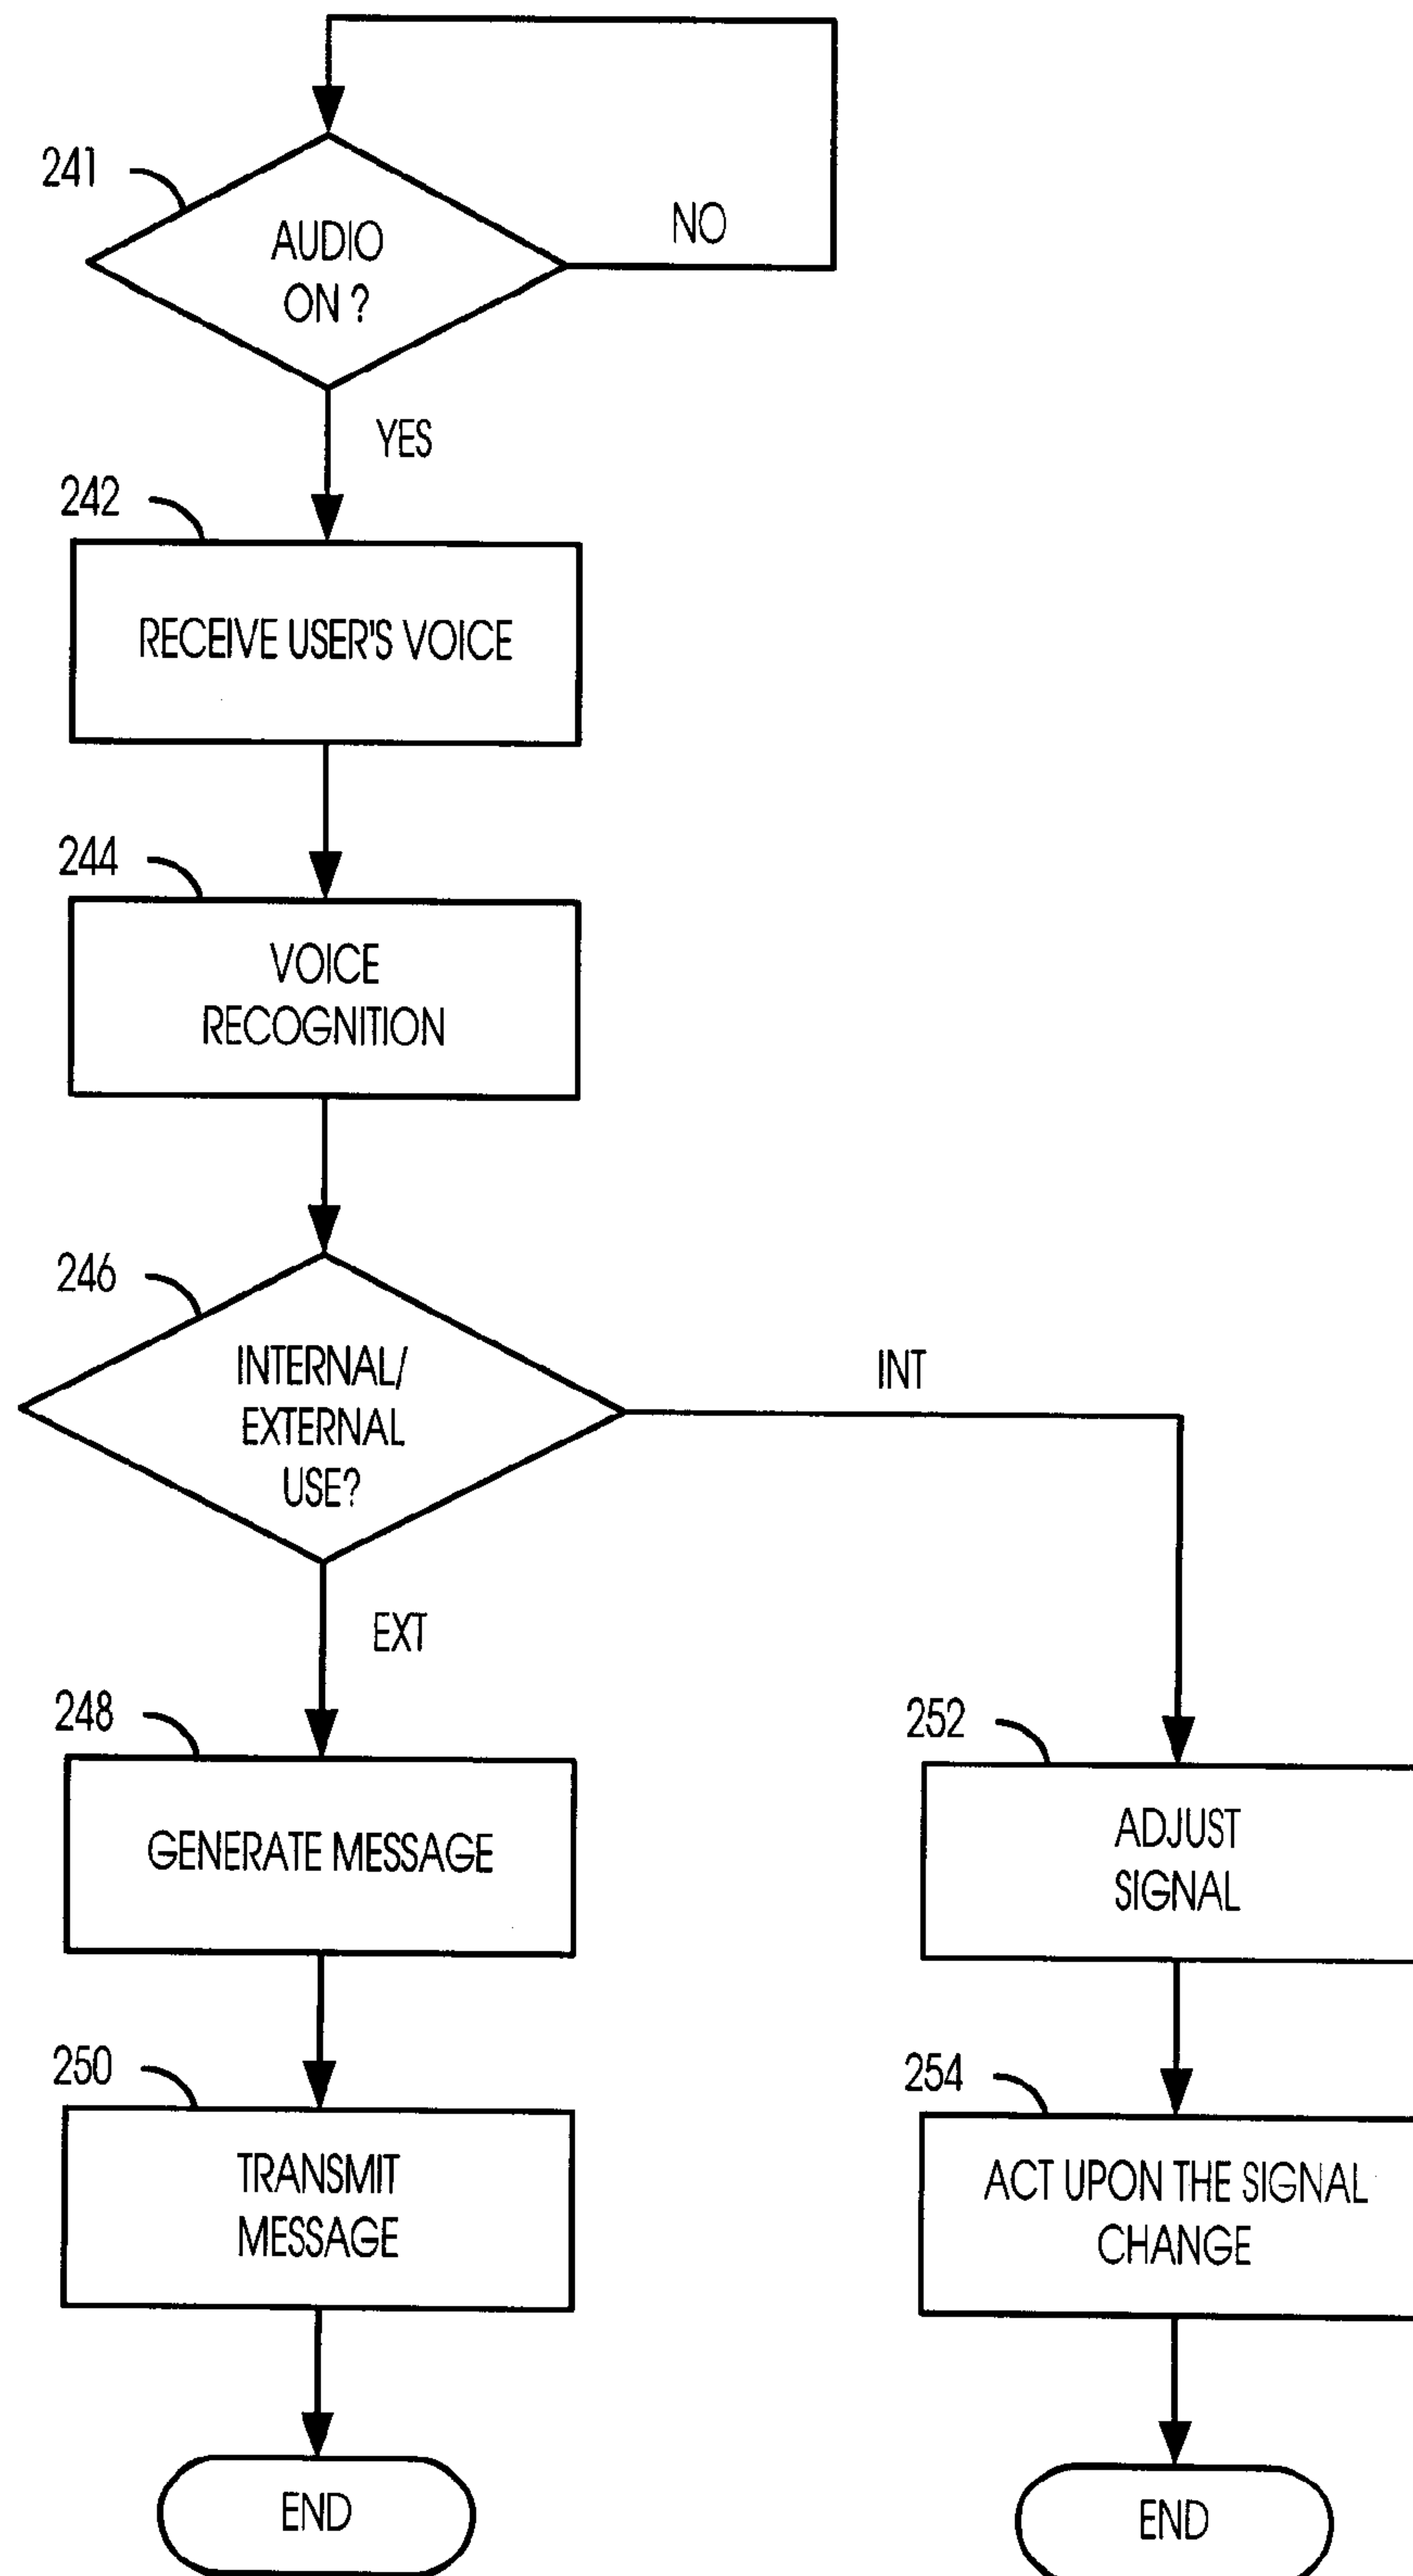 241
AUDIO
ON ?
NO
YES
242
RECEIVE USER'S VOICE
244
VOICE
RECOGNITION
246
INTERNAL/
EXTERNAL
USE?
INT
EXT
248
GENERATE MESSAGE
252
ADJUST
SIGNAL
250
TRANSMIT
MESSAGE
254
ACT UPON THE SIGNAL
CHANGE
END
END